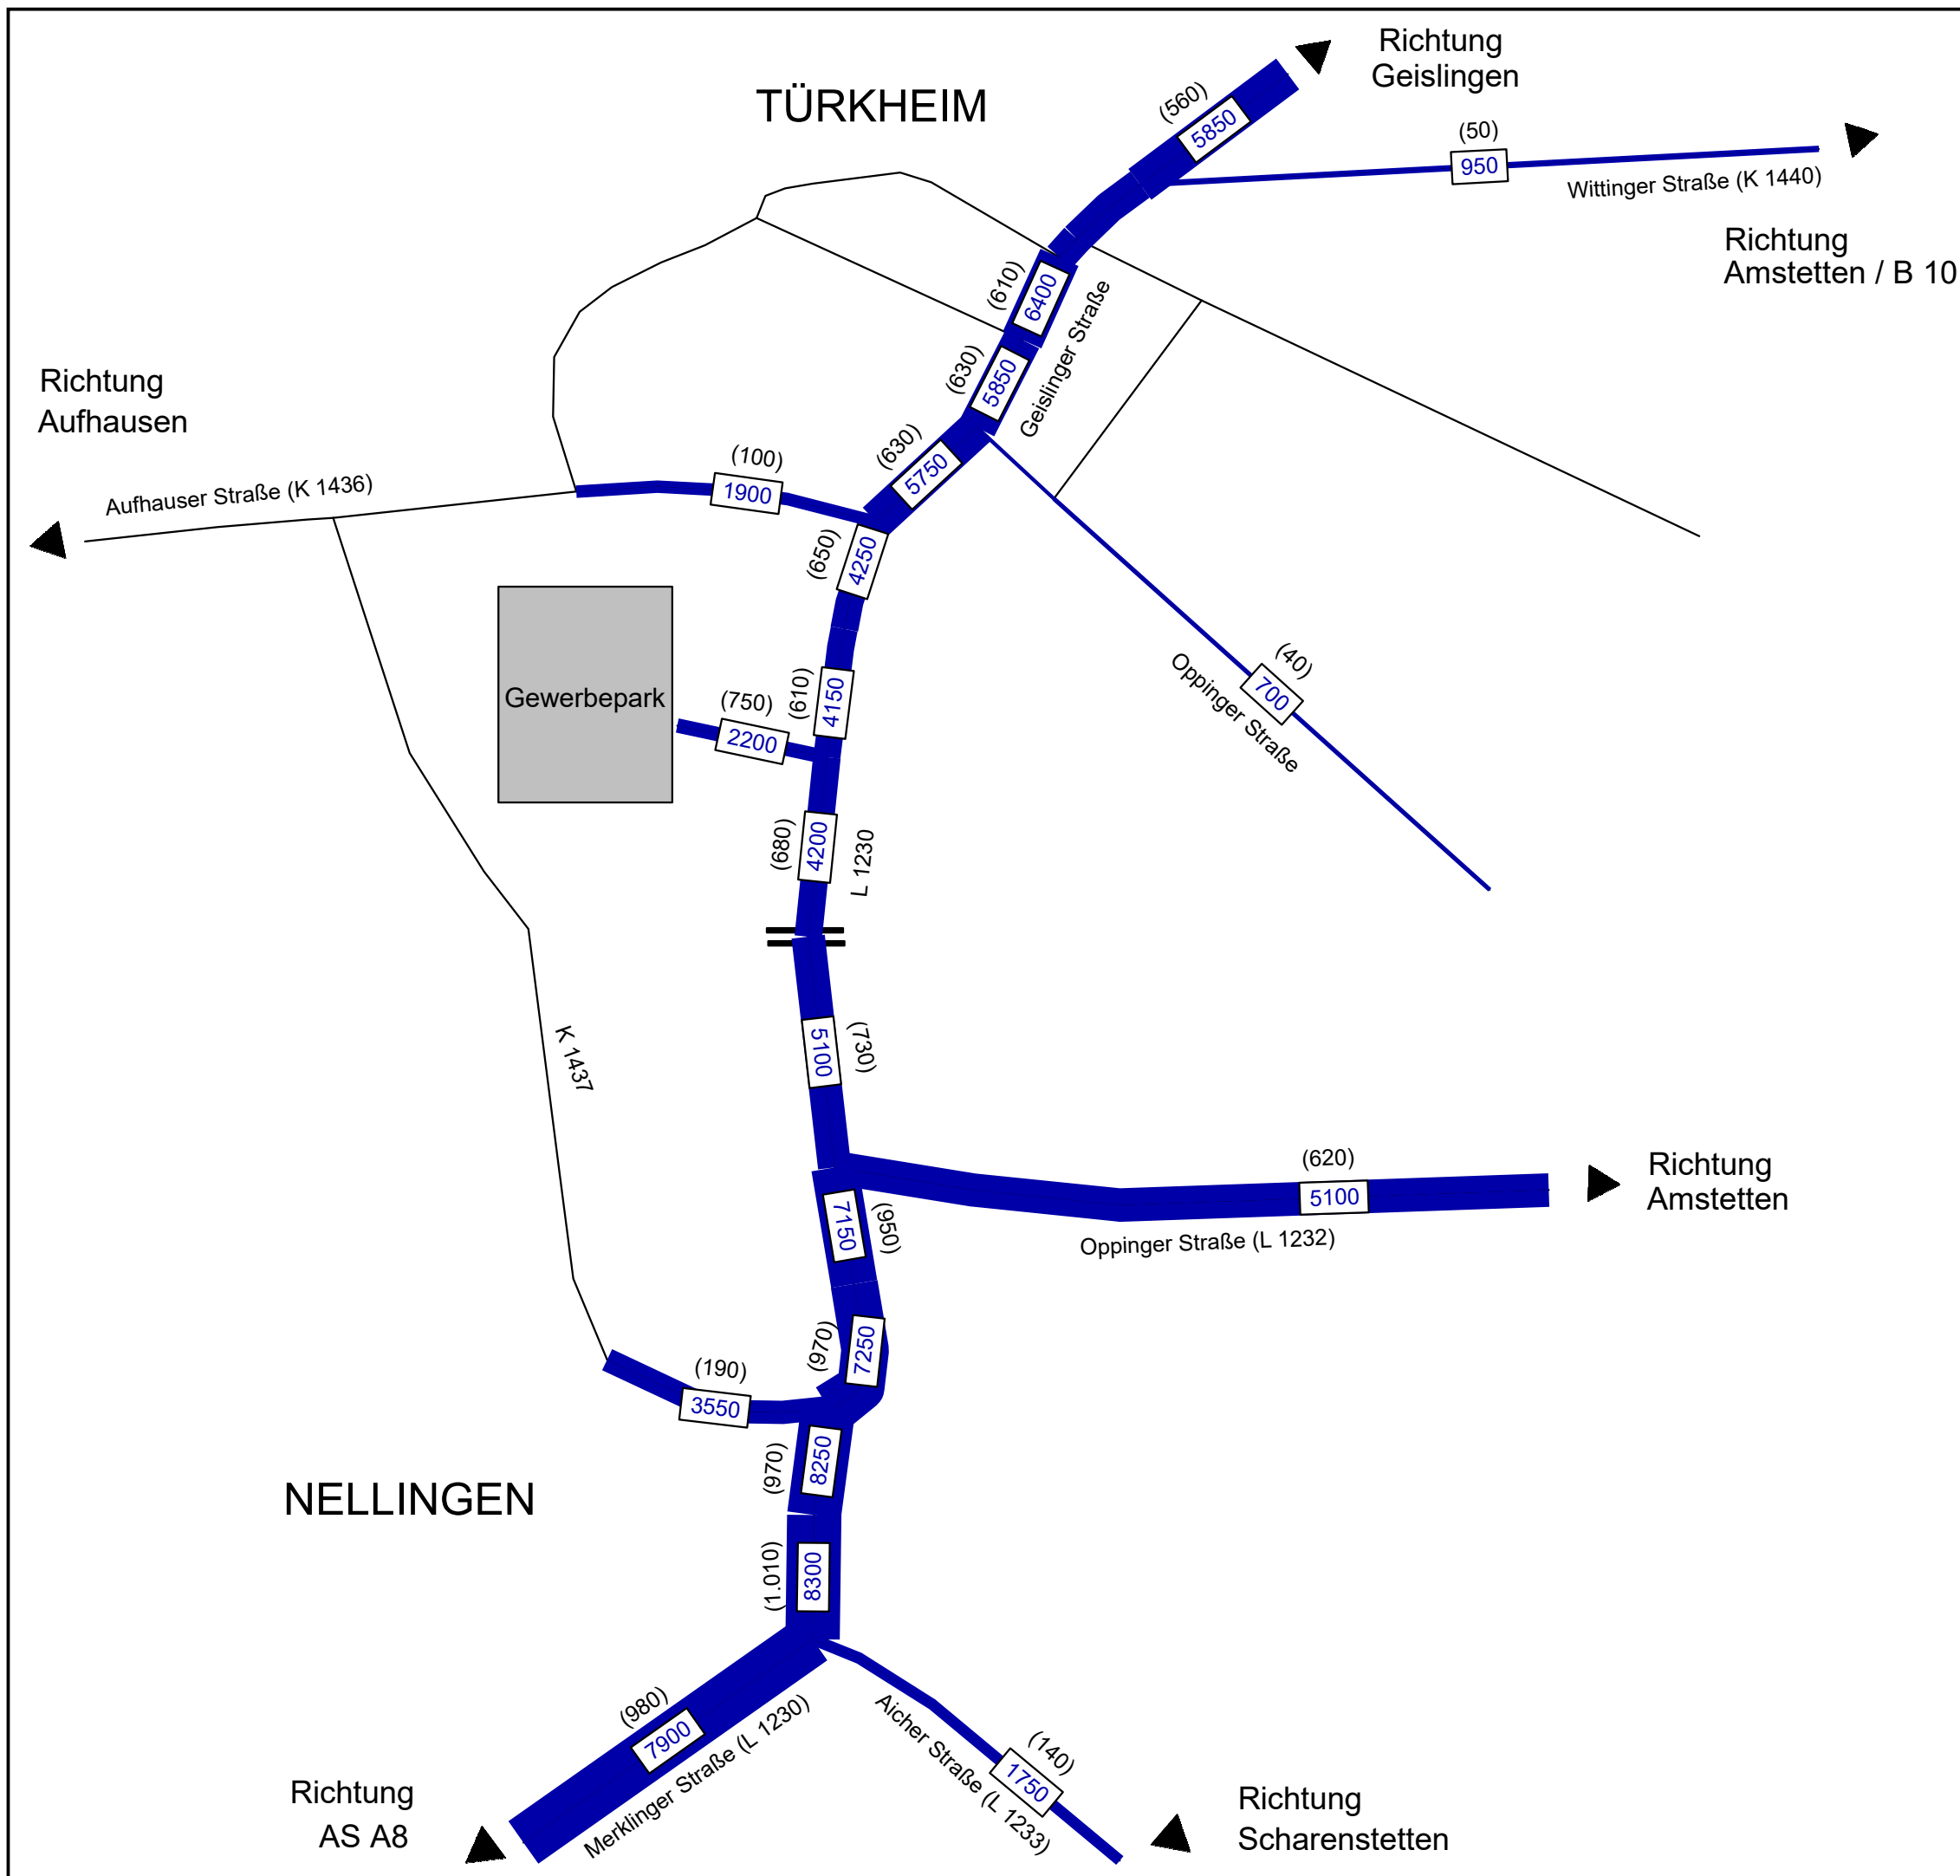 Richtung
Geislingen
TÜRKHEIM
(560)
5850
(50)
950
Wittinger Straße (K 1440)
Richtung
Amstetten / B 10
(610)
6400
Geislinger Straße
(630)
5850
Richtung
Aufhausen
(630)
5750
(100)
1900
Aufhauser Straße (K 1436)
(650)
4250
(40)
700
Oppinger Straße
Gewerbepark
(610)
4150
(750)
2200
(680)
4200
L 1230
5100
(730)
K 1437
(620)
5100
Richtung
Amstetten
Oppinger Straße (L 1232)
7150
(950)
(970)
7250
(190)
3550
(970)
8250
NELLINGEN
(1.010)
8300
(980)
7900
Merklinger Straße (L 1230)
Aicher Straße (L 1233)
(140)
1750
Richtung
AS A8
Richtung
Scharenstetten